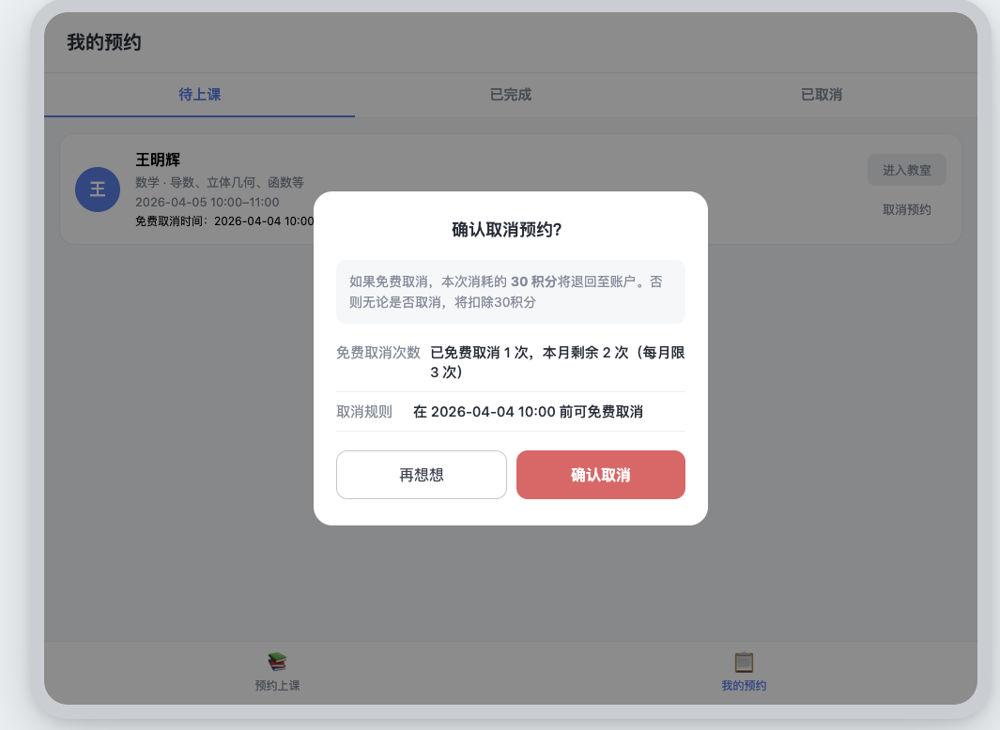 我的预约
待上课
已完成
已取消
王
王明辉
数学 · 导数、立体几何、函数等
2026-04-05 10:00–11:00
免费取消时间：2026-04-04 10:00
进入教室
取消预约
确认取消预约?
如果免费取消，本次消耗的 30 积分将退回至账户。否
则无论是否取消，将扣除30积分
免费取消次数 已免费取消 1 次，本月剩余 2 次（每月限
3 次）
取消规则 在 2026-04-04 10:00 前可免费取消
再想想
确认取消
预约上课
我的预约